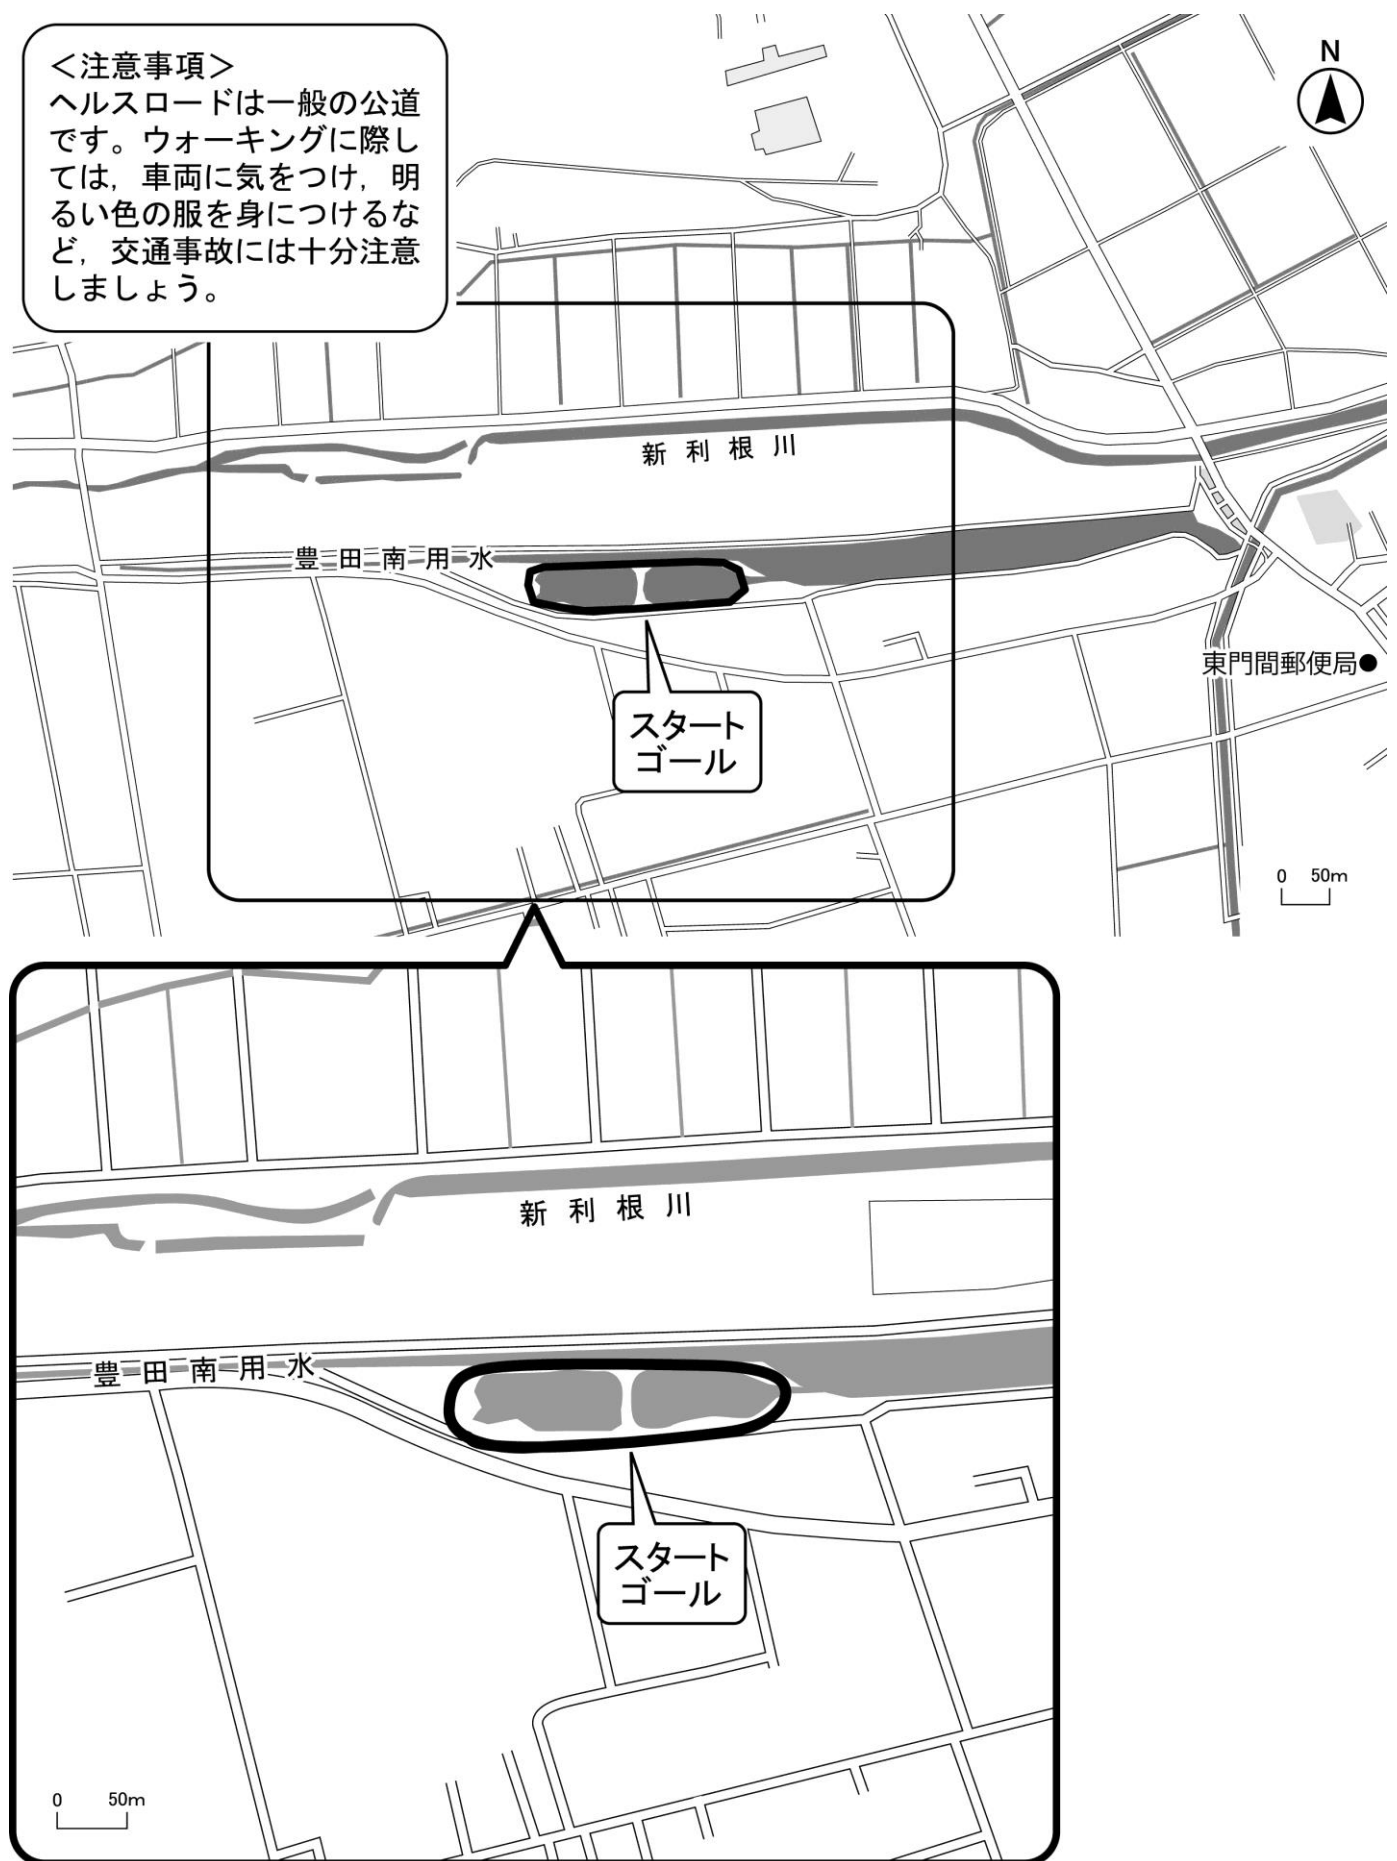 ＜注意事項＞
ヘルスロードは一般の公道
です。ウォーキングに際し
ては，車両に気をつけ，明
るい色の服を身につけるな
ど，交通事故には十分注意
しましょう。
N
新利根川
豊田南用水
東門間郵便局
スタート
ゴール
0 50m
新利根川
豊田南用水
スタート
ゴール
0 50m